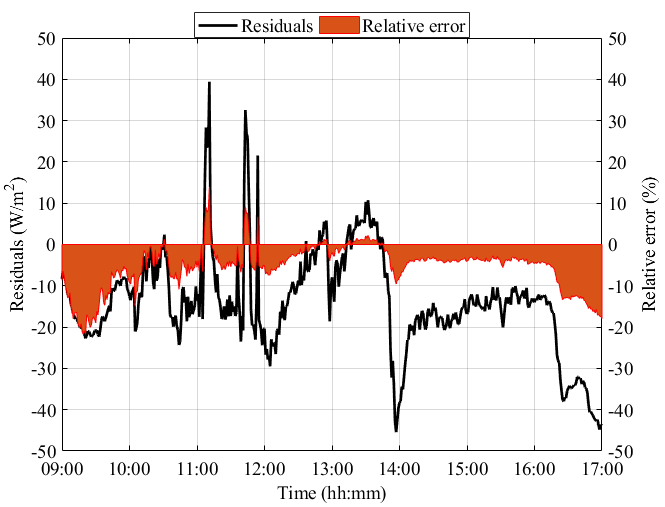 Residuals Relative error
50 50
40 40
30 30
20 20
10 10
0 0
-10 -10
-20 -20
-30 -30
-40 -40
-50 -50
Residuals (W/m²)
Relative error (%)
09:00 10:00 11:00 12:00 13:00 14:00 15:00 16:00 17:00
Time (hh:mm)